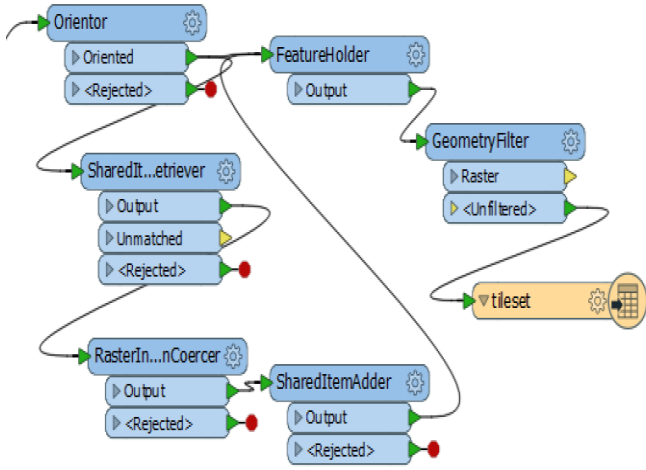 Orientor
Oriented
<Rejected>
FeatureHolder
Output
GeometryFilter
Raster
<Unfiltered>
SharedIt...etriever
Output
Unmatched
<Rejected>
tileset
RasterIn...nCoercer
Output
<Rejected>
SharedItemAdder
Output
<Rejected>